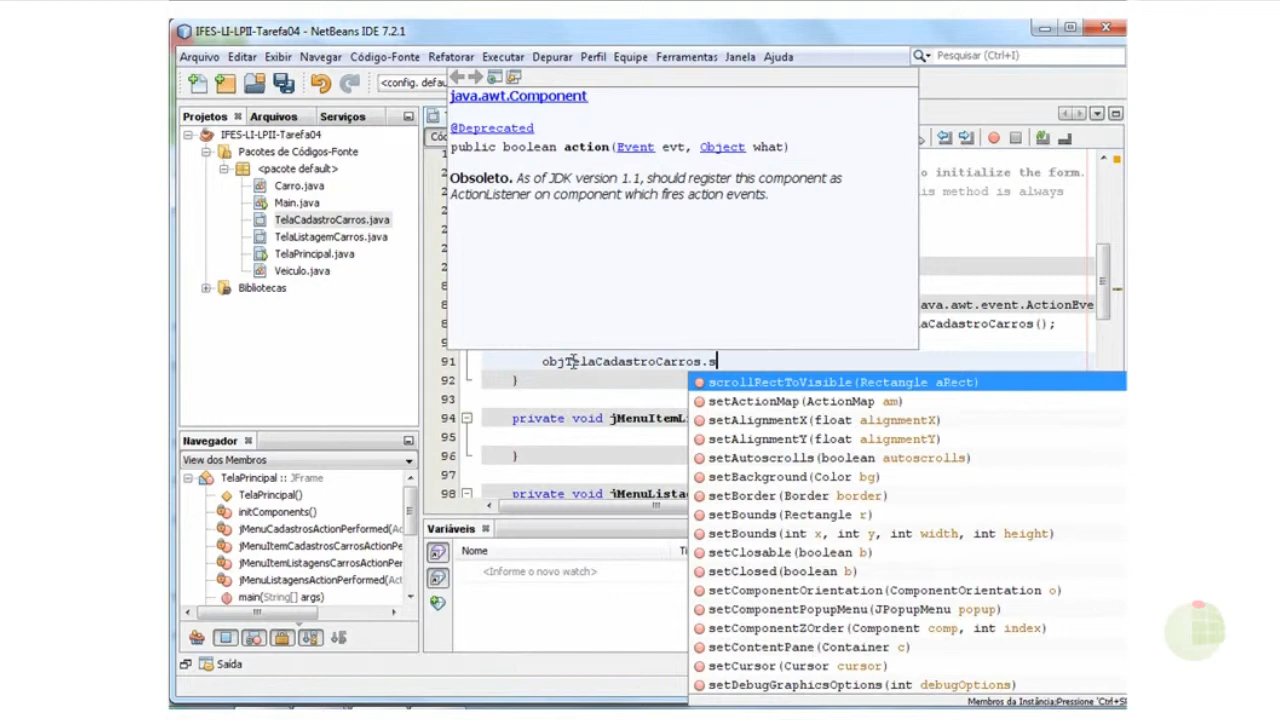 IFES-LI-LPII-Tarefa04 - NetBeans IDE 7.2.1
Arquivo Editar Exibir Navegar Código-Fonte Refatorar Executar Depurar Perfil Equipe Ferramentas Janela Ajuda
Pesquisar (Ctrl+I)
<config. defau
java.awt.Component
@Deprecated
public boolean action(Event evt, Object what)
Obsoleto. As of JDK version 1.1, should register this component as
ActionListener on component which fires action events.
Projetos Arquivos Serviços
IFES-LI-LPII-Tarefa04
Pacotes de Códigos-Fonte
<pacote default>
Carro.java
Main.java
TelaCadastroCarros.java
TelaListagemCarros.java
TelaPrincipal.java
Veiculo.java
Bibliotecas
o initialize the form.
is method is always
ava.awt.event.ActionEve
laCadastroCarros();
91 objTelaCadastroCarros.s
92 }
93
94 private void jMenuItemL
95
96 }
97
98 private void jMenuLista
scrollRectToVisible(Rectangle aRect)
setActionMap(ActionMap am)
setAlignmentX(float alignmentX)
setAlignmentY(float alignmentY)
setAutoscrolls(boolean autoscrolls)
setBackground(Color bg)
setBorder(Border border)
setBounds(Rectangle r)
setBounds(int x, int y, int width, int height)
setClosable(boolean b)
setClosed(boolean b)
setComponentOrientation(ComponentOrientation o)
setComponentPopupMenu(JPopupMenu popup)
setComponentZOrder(Component comp, int index)
setContentPane(Container c)
setCursor(Cursor cursor)
setDebugGraphicsOptions(int debugOptions)
Membros da Instância;Pressione 'Ctrl+S
Navegador
View dos Membros
TelaPrincipal :: JFrame
TelaPrincipal()
initComponents()
jMenuCadastrosActionPerformed(Ac
jMenuItemCadastrosCarrosActionPe
jMenuItemListagensCarrosActionPer
jMenuListagensActionPerformed(Act
main(String[] args)
Variáveis
Nome
<Informe o novo watch>
Saída